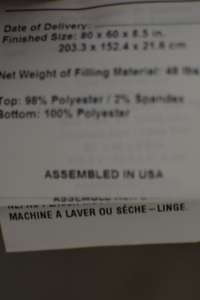 Date of Delivery:
Finished Size: 80 x 60 x 8.5 in.
203.3 x 152.4 x 21.6 cm
Net Weight of Filling Material: 48 lbs
Top: 98% Polyester / 2% Spandex
Bottom: 100% Polyester
ASSEMBLED IN USA
MACHINE A LAVER OU SÈCHE-LINGE.